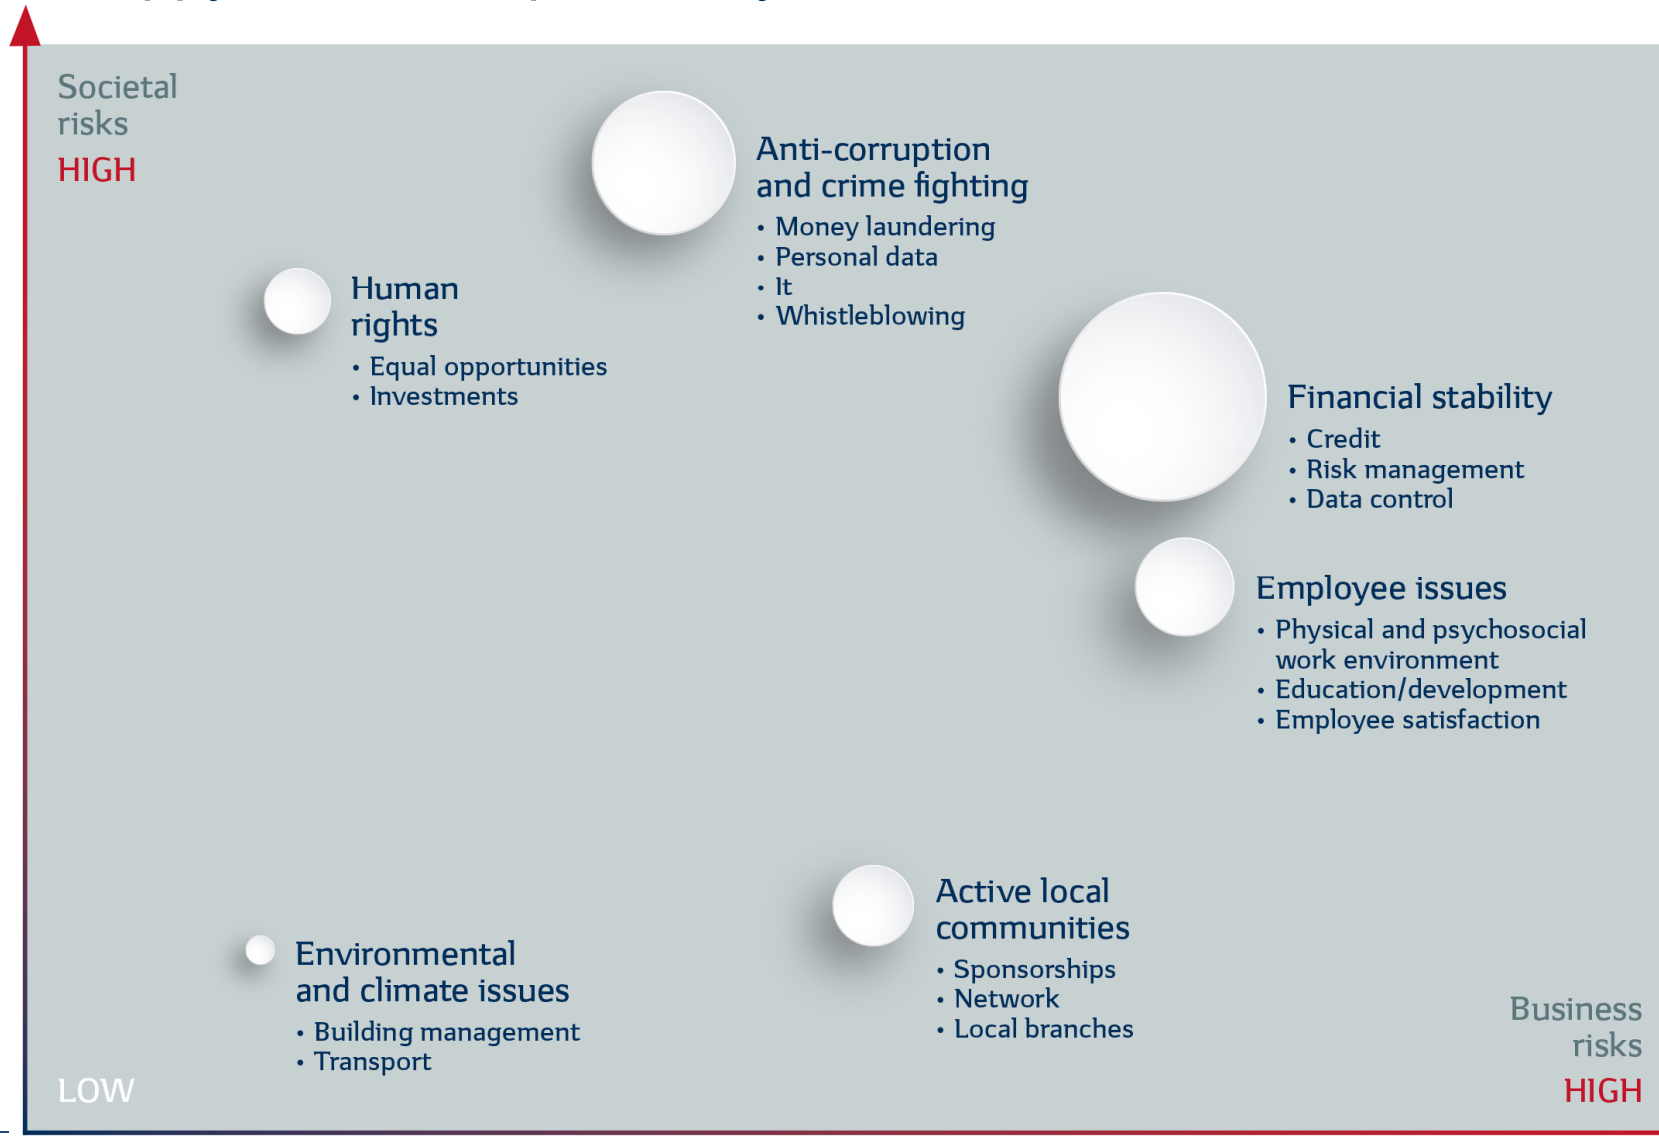 Societal
risks
HIGH
Anti-corruption
and crime fighting
• Money laundering
• Personal data
• It
• Whistleblowing
Human
rights
• Equal opportunities
• Investments
Financial stability
• Credit
• Risk management
• Data control
Employee issues
• Physical and psychosocial
work environment
• Education/development
• Employee satisfaction
Active local
communities
• Sponsorships
• Network
• Local branches
Environmental
and climate issues
• Building management
• Transport
Business
risks
HIGH
LOW